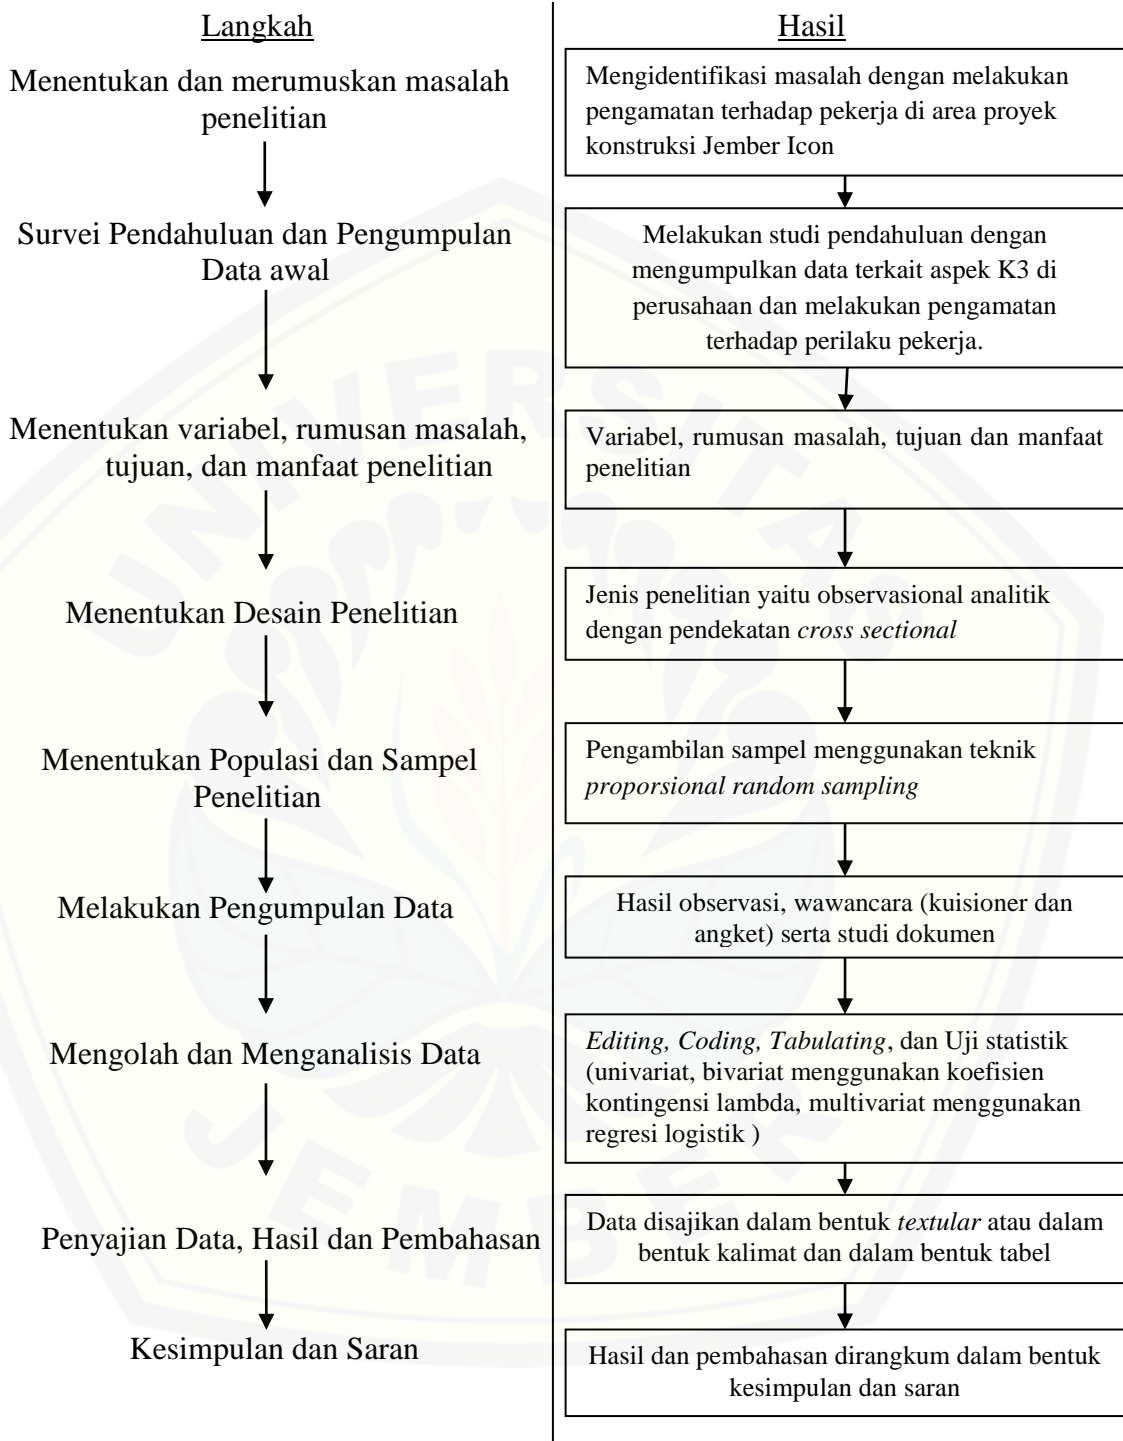 Langkah
Menentukan dan merumuskan masalah
penelitian
Survei Pendahuluan dan Pengumpulan
Data awal
Menentukan variabel, rumusan masalah,
tujuan, dan manfaat penelitian
Menentukan Desain Penelitian
Menentukan Populasi dan Sampel
Penelitian
Melakukan Pengumpulan Data
Mengolah dan Menganalisis Data
Penyajian Data, Hasil dan Pembahasan
Kesimpulan dan Saran
Hasil
Mengidentifikasi masalah dengan melakukan
pengamatan terhadap pekerja di area proyek
konstruksi Jember Icon
Melakukan studi pendahuluan dengan
mengumpulkan data terkait aspek K3 di
perusahaan dan melakukan pengamatan
terhadap perilaku pekerja.
Variabel, rumusan masalah, tujuan dan manfaat
penelitian
Jenis penelitian yaitu observasional analitik
dengan pendekatan cross sectional
Pengambilan sampel menggunakan teknik
proporsional random sampling
Hasil observasi, wawancara (kuisioner dan
angket) serta studi dokumen
Editing, Coding, Tabulating, dan Uji statistik
(univariat, bivariat menggunakan koefisien
kontingensi lambda, multivariat menggunakan
regresi logistik )
Data disajikan dalam bentuk textular atau dalam
bentuk kalimat dan dalam bentuk tabel
Hasil dan pembahasan dirangkum dalam bentuk
kesimpulan dan saran
UNIVERSITAS
JEMBER